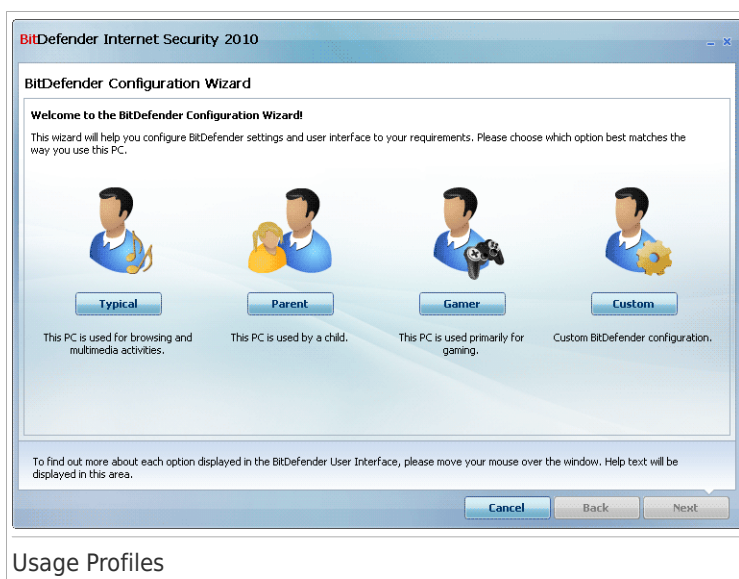 BitDefender Internet Security 2010
BitDefender Configuration Wizard
Welcome to the BitDefender Configuration Wizard!
This wizard will help you configure BitDefender settings and user interface to your requirements. Please choose which option best matches the
way you use this PC.
Typical
Parent
Gamer
Custom
This PC is used for browsing and
multimedia activities.
This PC is used by a child.
This PC is used primarily for
gaming.
Custom BitDefender configuration.
To find out more about each option displayed in the BitDefender User Interface, please move your mouse over the window. Help text will be
displayed in this area.
Cancel
Back
Next
Usage Profiles